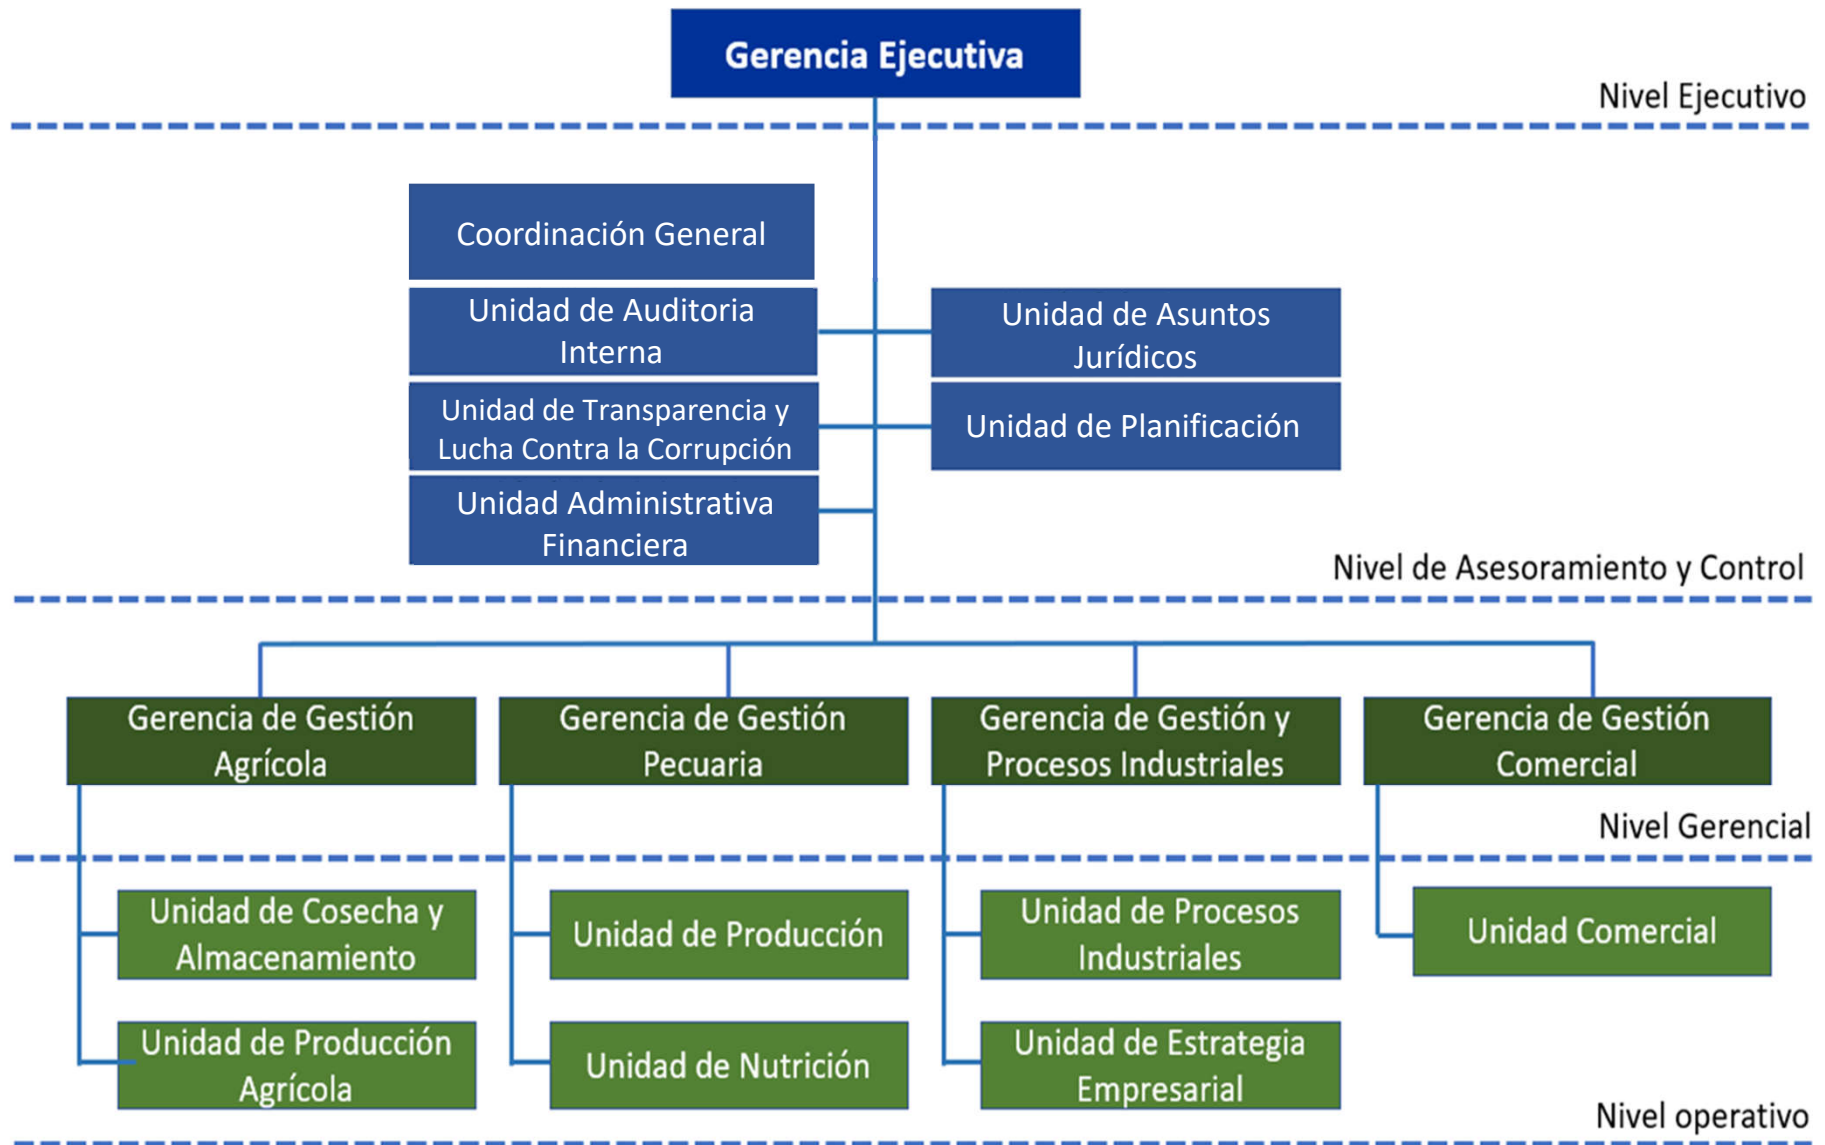 Gerencia Ejecutiva
Nivel Ejecutivo
Coordinación General
Unidad de Auditoria
Interna
Unidad de Asuntos
Jurídicos
Unidad de Transparencia y
Lucha Contra la Corrupción
Unidad de Planificación
Unidad Administrativa
Financiera
Nivel de Asesoramiento y Control
Gerencia de Gestión
Agrícola
Gerencia de Gestión
Pecuaria
Gerencia de Gestión y
Procesos Industriales
Gerencia de Gestión
Comercial
Nivel Gerencial
Unidad de Cosecha y
Almacenamiento
Unidad de Producción
Unidad de Procesos
Industriales
Unidad Comercial
Unidad de Producción
Agrícola
Unidad de Nutrición
Unidad de Estrategia
Empresarial
Nivel operativo